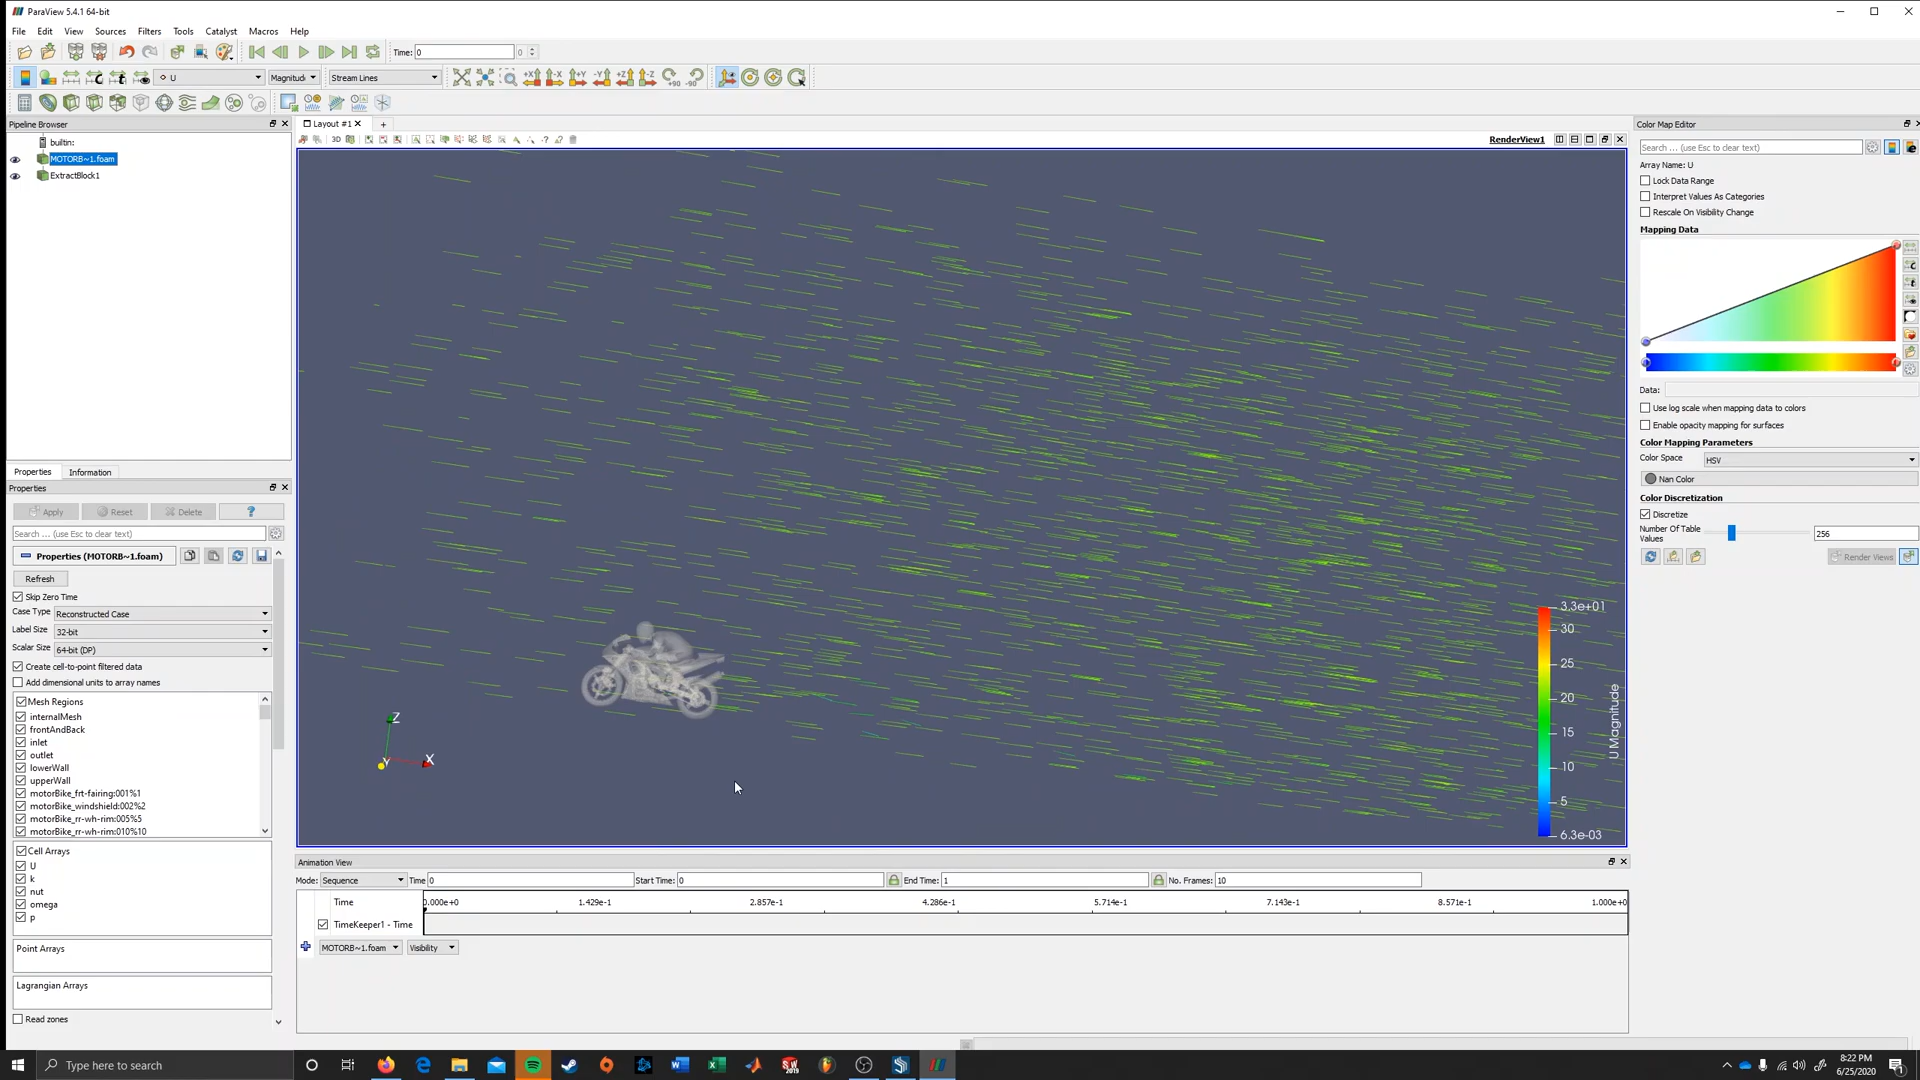 ParaView 5.4.1 64-bit
File Edit View Sources Filters Tools Catalyst Macros Help
Time: 0 0
U Magnitude Stream Lines
Pipeline Browser
Layout #1
Color Map Editor
3D RenderView1
builtin:
MOTORB~1.foam
ExtractBlock1
Search ... (use Esc to clear text)
Array Name: U
Lock Data Range
Interpret Values As Categories
Rescale On Visibility Change
Mapping Data
Data:
Use log scale when mapping data to colors
Enable opacity mapping for surfaces
Color Mapping Parameters
Color Space HSV
Nan Color
Color Discretization
Discretize
Number Of Table Values 256
Render Views
Properties Information
Properties
Apply Reset Delete ?
Search ... (use Esc to clear text)
Properties (MOTORB~1.foam)
Refresh
Skip Zero Time
Case Type Reconstructed Case
Label Size 32-bit
Scalar Size 64-bit (DP)
Create cell-to-point filtered data
Add dimensional units to array names
Mesh Regions
internalMesh
frontAndBack
inlet
outlet
lowerWall
upperWall
motorBike_frt-fairing:001%1
motorBike_windshield:002%2
motorBike_rr-wh-rim:005%5
motorBike_rr-wh-rim:010%10
Cell Arrays
U
k
nut
omega
p
Point Arrays
Lagrangian Arrays
Read zones
Z
Y
X
3.3e+01
30
25
20
15
10
5
6.3e-03
U Magnitude
Animation View
Mode: Sequence Time 0 Start Time: 0 End Time: 1 No. Frames: 10
Time 0.000e+0 1.429e-1 2.857e-1 4.286e-1 5.714e-1 7.143e-1 8.571e-1 1.000e+0
TimeKeeper1 - Time
MOTORB~1.foam Visibility
Type here to search
8:22 PM
6/25/2020